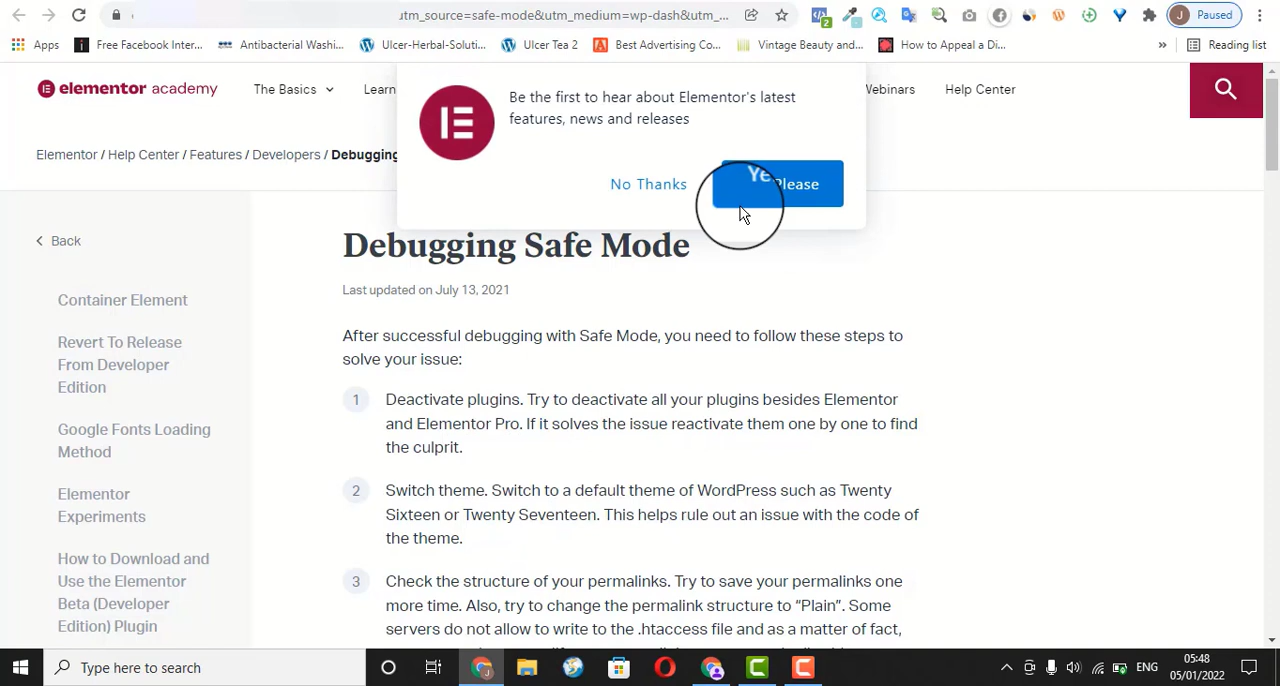 utm_source=safe-mode&utm_medium=wp-dash&utm_...
2
J Paused
Apps
Free Facebook Inter...
Antibacterial Washi...
Ulcer-Herbal-Soluti...
Ulcer Tea 2
Best Advertising Co...
Vintage Beauty and...
How to Appeal a Di...
»
Reading list
elementor academy
The Basics
Learn
Webinars
Help Center
Be the first to hear about Elementor's latest
features, news and releases
No Thanks
Yes Please
Elementor / Help Center / Features / Developers / Debugging
Back
Container Element
Revert To Release
From Developer
Edition
Google Fonts Loading
Method
Elementor
Experiments
How to Download and
Use the Elementor
Beta (Developer
Edition) Plugin
Debugging Safe Mode
Last updated on July 13, 2021
After successful debugging with Safe Mode, you need to follow these steps to
solve your issue:
1 Deactivate plugins. Try to deactivate all your plugins besides Elementor
and Elementor Pro. If it solves the issue reactivate them one by one to find
the culprit.
2 Switch theme. Switch to a default theme of WordPress such as Twenty
Sixteen or Twenty Seventeen. This helps rule out an issue with the code of
the theme.
3 Check the structure of your permalinks. Try to save your permalinks one
more time. Also, try to change the permalink structure to “Plain”. Some
servers do not allow to write to the .htaccess file and as a matter of fact,
Type here to search
ENG
05:48
05/01/2022